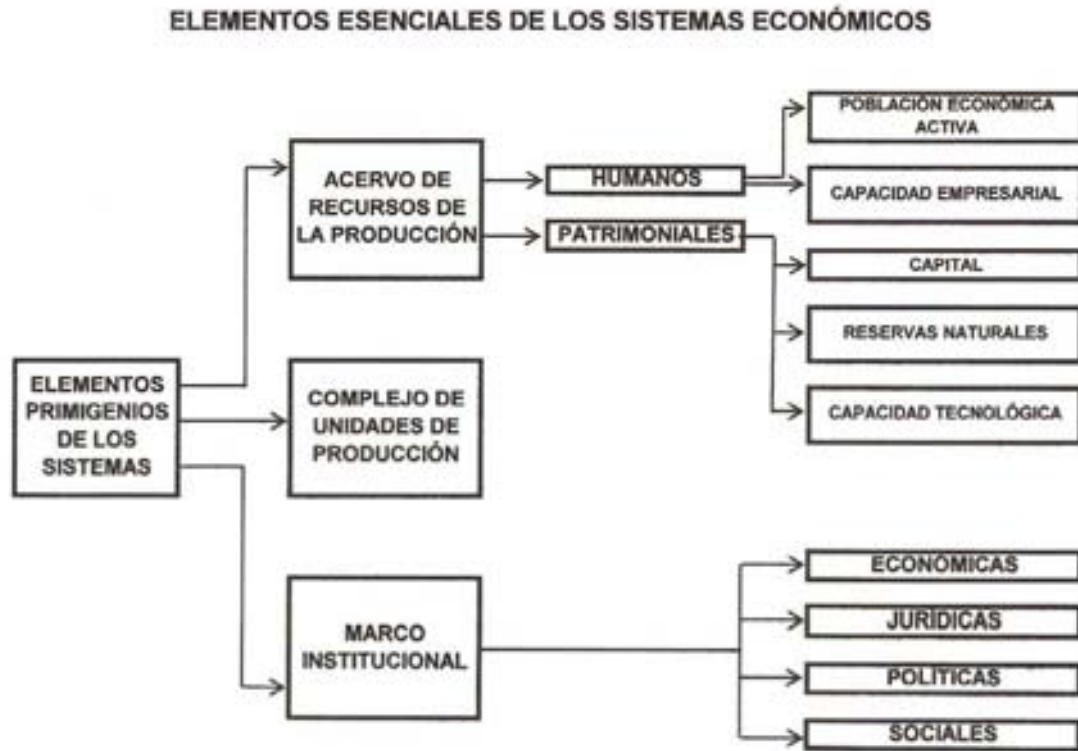 ELEMENTOS ESENCIALES DE LOS SISTEMAS ECONÓMICOS
ELEMENTOS
PRIMIGENIOS
DE LOS
SISTEMAS
ACERVO DE
RECURSOS DE
LA PRODUCCIÓN
HUMANOS
PATRIMONIALES
POBLACIÓN ECONÓMICA
ACTIVA
CAPACIDAD EMPRESARIAL
CAPITAL
RESERVAS NATURALES
CAPACIDAD TECNOLÓGICA
COMPLEJO DE
UNIDADES DE
PRODUCCIÓN
MARCO
INSTITUCIONAL
ECONÓMICAS
JURÍDICAS
POLÍTICAS
SOCIALES